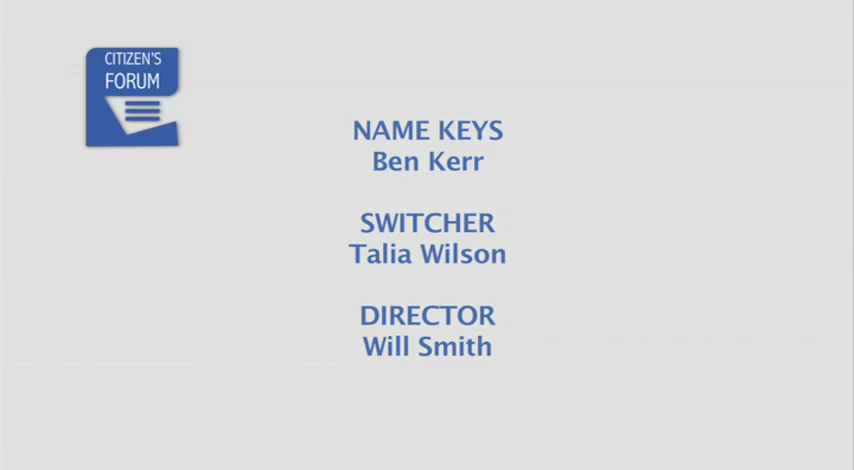 CITIZEN'S
FORUM
NAME KEYS
Ben Kerr
SWITCHER
Talia Wilson
DIRECTOR
Will Smith